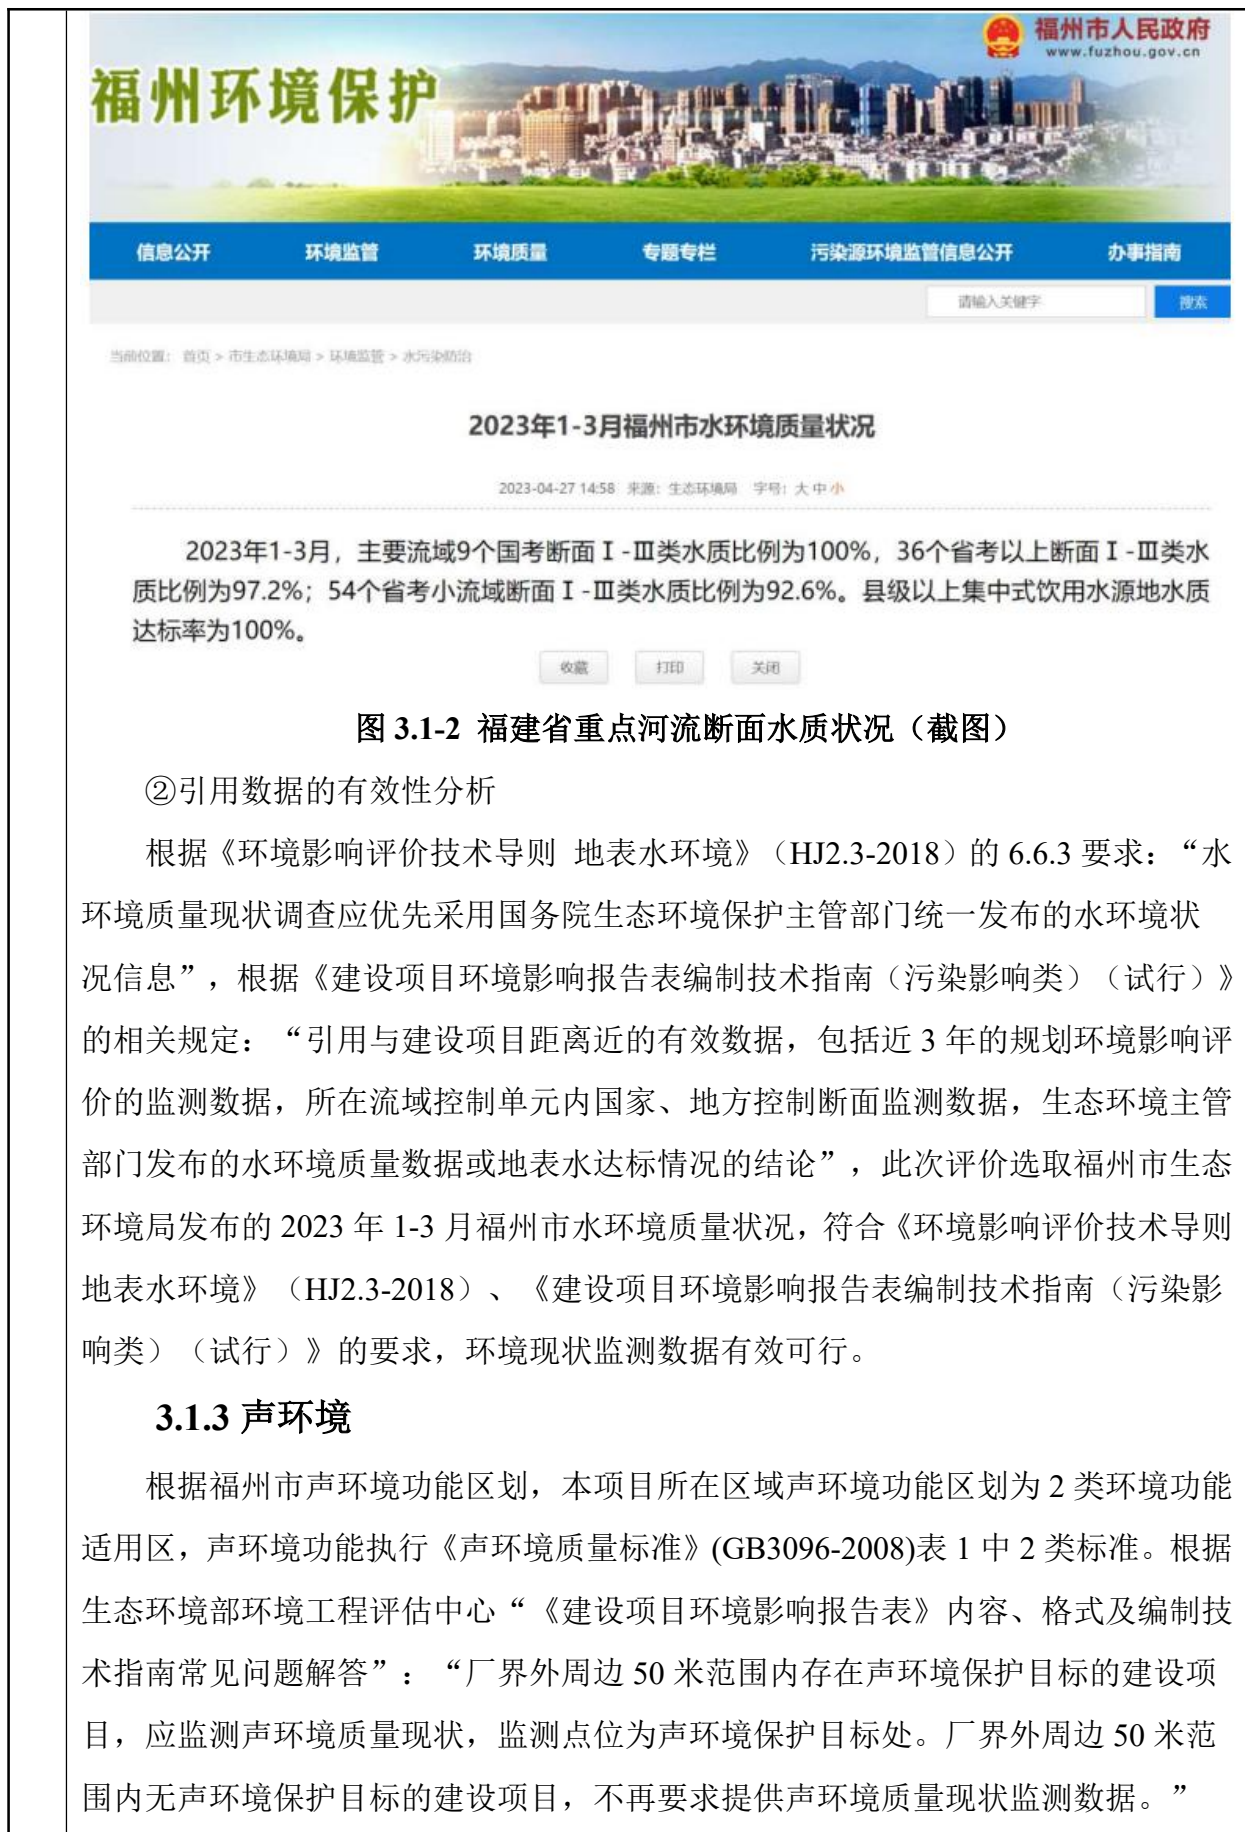 福州市人民政府
www.fuzhou.gov.cn
福州环境保护
信息公开 环境监管 环境质量 专题专栏 污染源环境监管信息公开 办事指南
请输入关键字 搜索
当前位置： 首页 > 市生态环境局 > 环境监管 > 水污染防治
2023年1-3月福州市水环境质量状况
2023-04-27 14:58 来源：生态环境局 字号：大 中 小
2023年1-3月，主要流域9个国考断面Ⅰ-Ⅲ类水质比例为100%，36个省考以上断面Ⅰ-Ⅲ类水
质比例为97.2%；54个省考小流域断面Ⅰ-Ⅲ类水质比例为92.6%。县级以上集中式饮用水源地水质
达标率为100%。
收藏 打印 关闭
图 3.1-2 福建省重点河流断面水质状况（截图）
②引用数据的有效性分析
根据《环境影响评价技术导则 地表水环境》（HJ2.3-2018）的 6.6.3 要求：“水
环境质量现状调查应优先采用国务院生态环境保护主管部门统一发布的水环境状
况信息”，根据《建设项目环境影响报告表编制技术指南（污染影响类）（试行）》
的相关规定：“引用与建设项目距离近的有效数据，包括近 3 年的规划环境影响评
价的监测数据，所在流域控制单元内国家、地方控制断面监测数据，生态环境主管
部门发布的水环境质量数据或地表水达标情况的结论”，此次评价选取福州市生态
环境局发布的 2023 年 1-3 月福州市水环境质量状况，符合《环境影响评价技术导则
地表水环境》（HJ2.3-2018）、《建设项目环境影响报告表编制技术指南（污染影
响类）（试行）》的要求，环境现状监测数据有效可行。
3.1.3 声环境
根据福州市声环境功能区划，本项目所在区域声环境功能区划为 2 类环境功能
适用区，声环境功能执行《声环境质量标准》(GB3096-2008)表 1 中 2 类标准。根据
生态环境部环境工程评估中心“《建设项目环境影响报告表》内容、格式及编制技
术指南常见问题解答”：“厂界外周边 50 米范围内存在声环境保护目标的建设项
目，应监测声环境质量现状，监测点位为声环境保护目标处。厂界外周边 50 米范
围内无声环境保护目标的建设项目，不再要求提供声环境质量现状监测数据。”